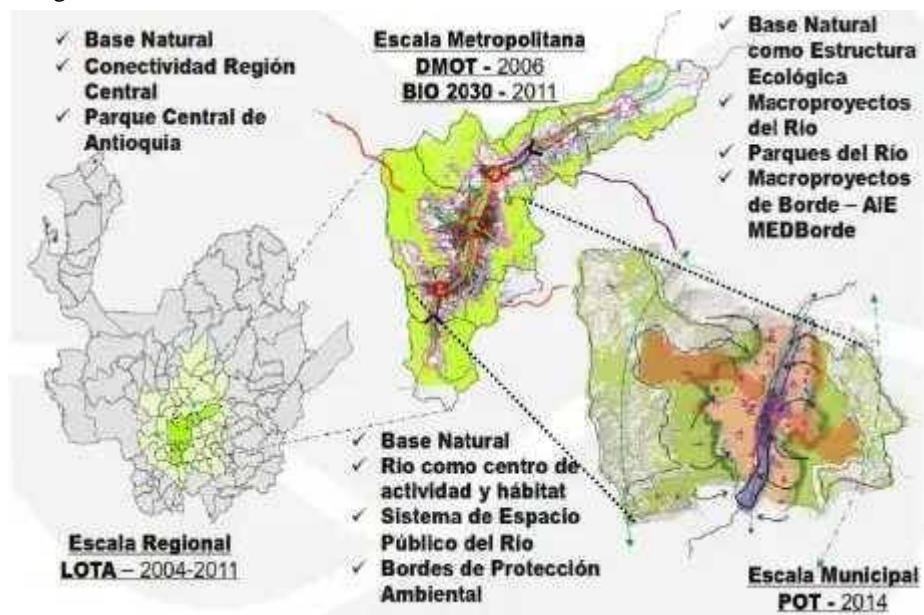 ✓ Base Natural
✓ Conectividad Región
Central
✓ Parque Central de
Antioquia
Escala Metropolitana
DMOT - 2006
BIO 2030 - 2011
✓ Base Natural
como Estructura
Ecológica
✓ Macroproyectos
del Río
✓ Parques del Río
✓ Macroproyectos
de Borde – AIE
MEDBorde
✓ Base Natural
✓ Rio como centro de
actividad y hábitat
✓ Sistema de Espacio
Público del Río
✓ Bordes de Protección
Ambiental
Escala Regional
LOTA – 2004-2011
Escala Municipal
POT - 2014